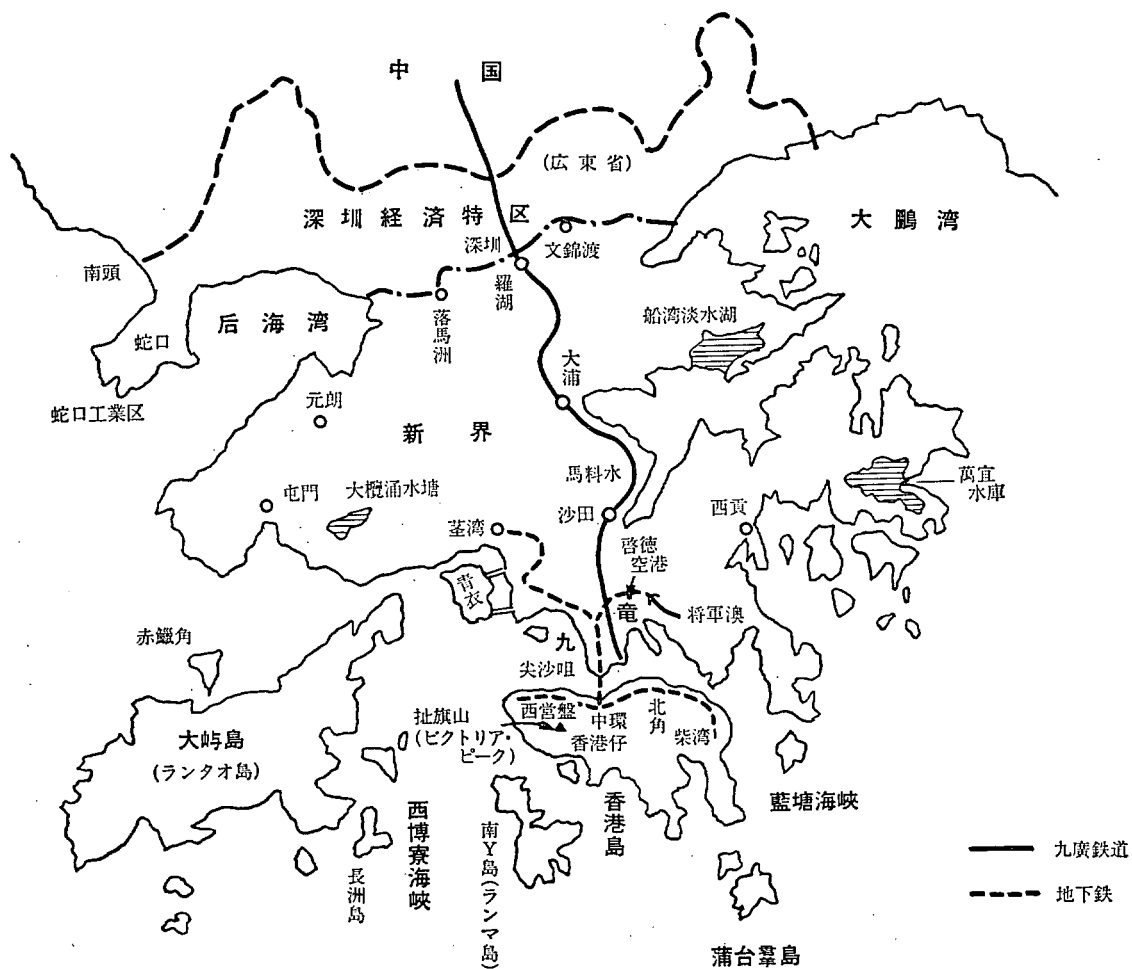 中国
(広東省)
深圳経済特区
大鵬湾
深圳
文錦渡
南頭
羅湖
后海湾
落馬洲
船湾淡水湖
蛇口
大浦
蛇口工業区
元朗
新界
馬料水
萬宜
水庫
屯門
大欖涌水塘
沙田
西貢
茎湾
啓徳
空港
青衣
竜
将軍澳
赤鱲角
九
尖沙咀
西営盤
中環
北角
柴湾
扯旗山
(ビクトリア・
ピーク)
香港仔
大屿島
(ランタオ島)
藍塘海峡
西博寮海峡
香港島
南Y島(ランマ島)
長洲島
九廣鉄道
地下鉄
蒲台羣島